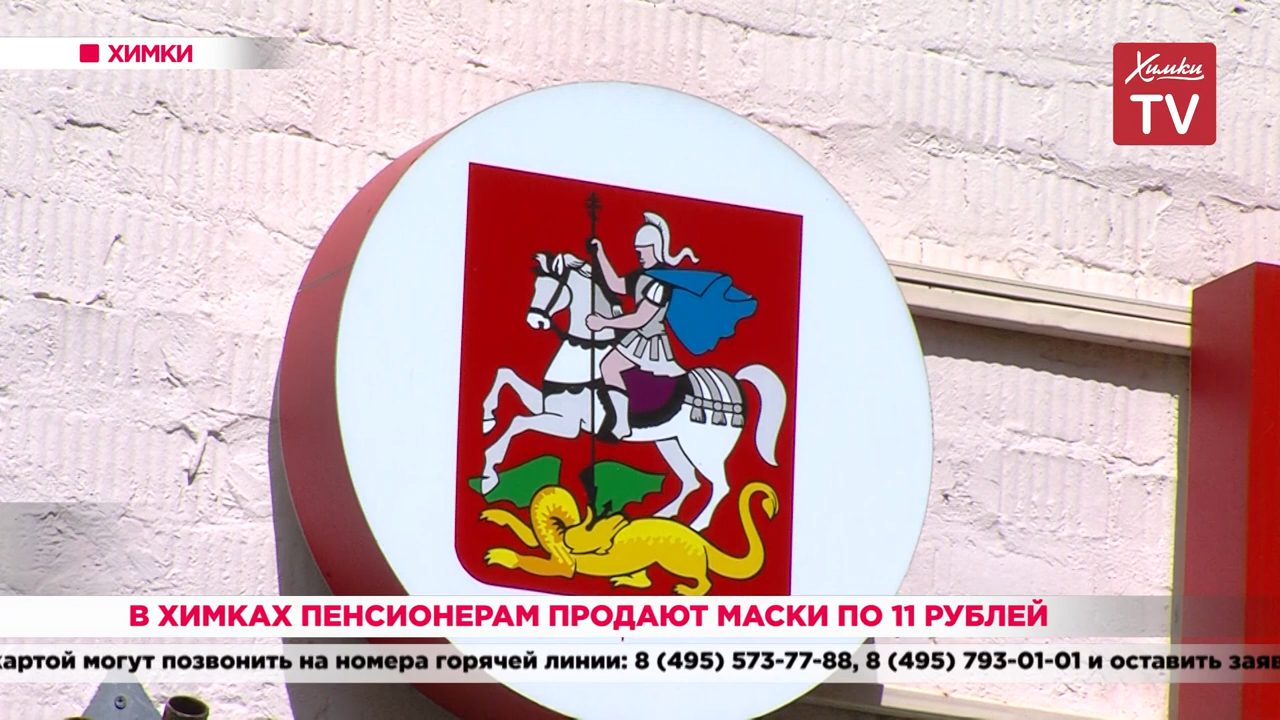 ХИМКИ
Химки
TV
В ХИМКАХ ПЕНСИОНЕРАМ ПРОДАЮТ МАСКИ ПО 11 РУБЛЕЙ
картой могут позвонить на номера горячей линии: 8 (495) 573-77-88, 8 (495) 793-01-01 и оставить